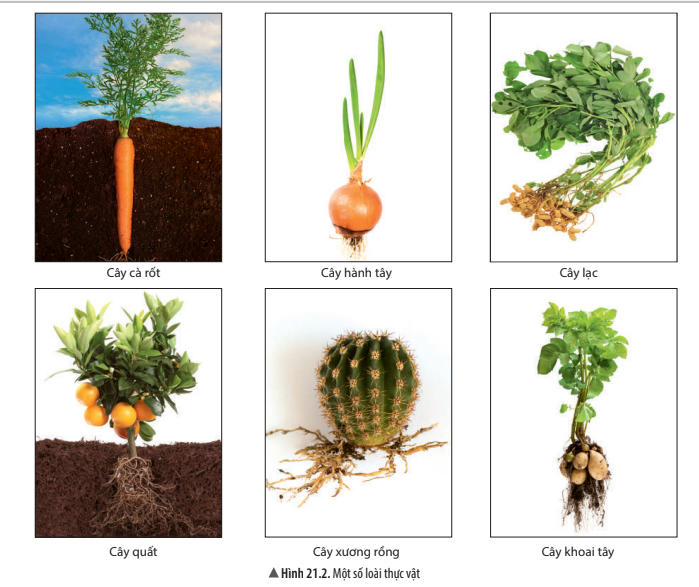 Cây cà rốt
Cây hành tây
Cây lạc
Cây quất
Cây xương rồng
Cây khoai tây
▲ Hình 21.2. Một số loài thực vật